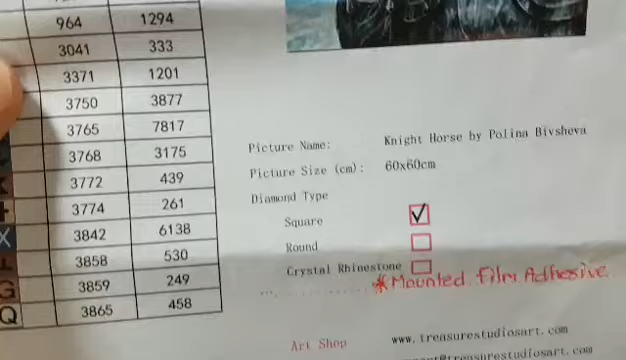 964 1294
3041 333
3371 1201
3750 3877
3765 7817
3768 3175
3772 439
3774 261
X 3842 6138
3858 530
G 3859 249
Q 3865 458
Picture Name: Knight Horse by Polina Bivsheva
Picture Size (cm): 60x60cm
Diamond Type
Square
Round
Crystal Rhinestone
*Mounted Film Adhesive
Art Shop www.treasurestudiosart.com
@treasurestudiosart.com